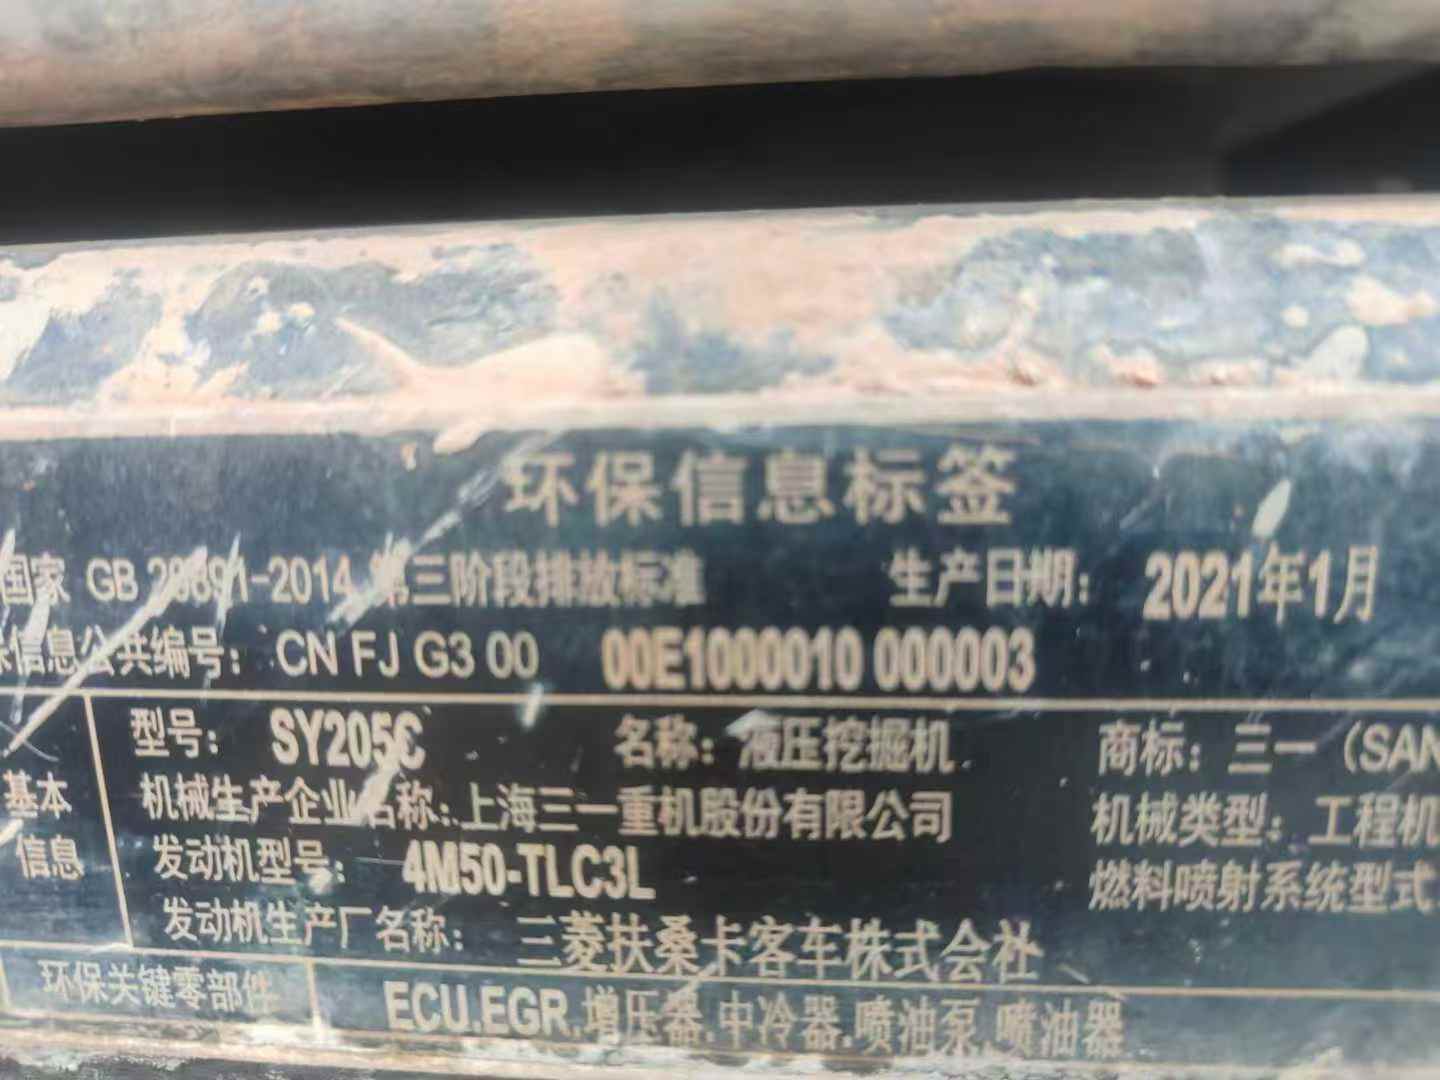 环保信息标签
国家 GB 20891-2014 第三阶段排放标准 生产日期：2021年1月
保信息公共编号：CN FJ G3 00 00E1000010 000003
型号：SY205C 名称：液压挖掘机 商标：三一（SAN
基本 机械生产企业名称：上海三一重机股份有限公司 机械类型：工程机
信息 发动机型号：4M50-TLC3L 燃料喷射系统型式
发动机生产厂名称：三菱扶桑卡客车株式会社
环保关键零部件 ECU.EGR.增压器.中冷器.喷油泵.喷油器